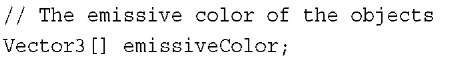 // The emissive color of the objects
Vector3[] emissiveColor;